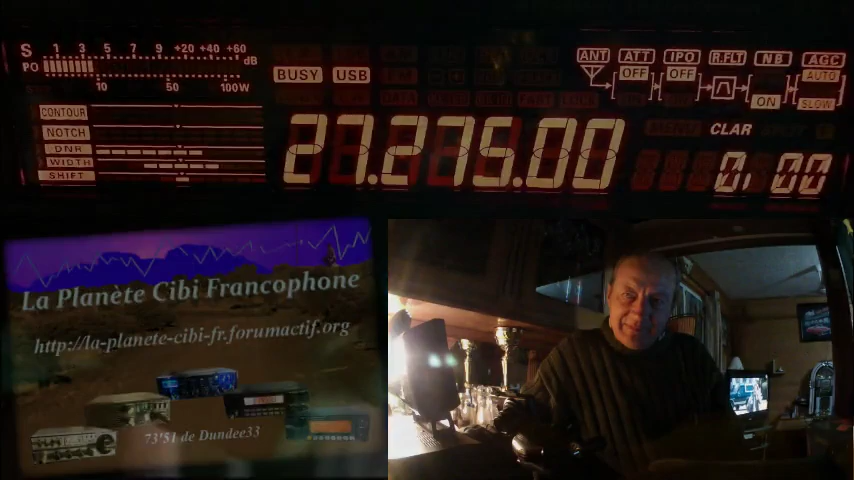 S 1 3 5 7 9 +20 +40 +60 dB
PO 10 50 100W
BUSY USB
ANT ATT IPO R.FLT NB AGC
OFF OFF AUTO
ON SLOW
CONTOUR
NOTCH
DNR
WIDTH
SHIFT
27.275.00
MENU CLAR
0.00
La Planète Cibi Francophone
http://la-planete-cibi-fr.forumactif.org
73'51 de Dundee33